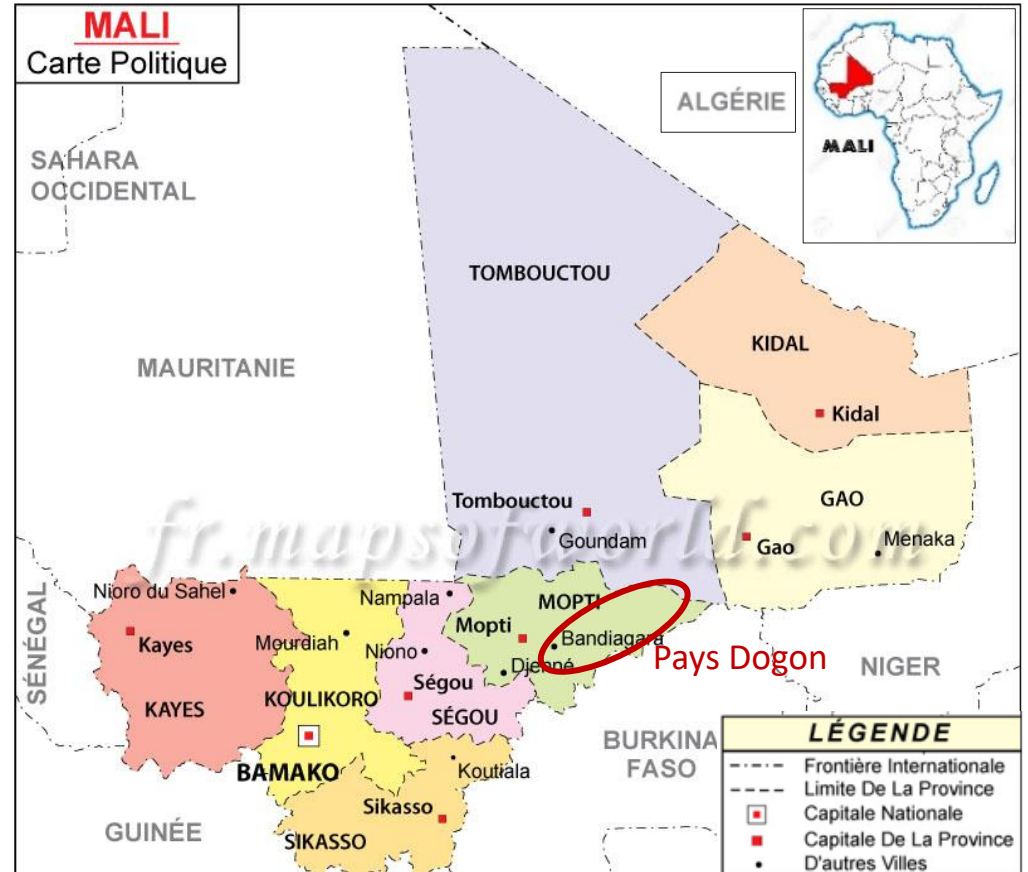 MALI
Carte Politique
ALGÉRIE
MALI
SAHARA
OCCIDENTAL
TOMBOUCTOU
KIDAL
MAURITANIE
Kidal
GAO
Tombouctou
fr.mapsofworld.com
Goundam
Gao
Menaka
Nioro du Sahel
Nampala
MOPTI
SÉNÉGAL
Kayes
Mourdiah
Niono
Mopti
Bandiagara
Djenné
Pays Dogon
NIGER
Ségou
KAYES
KOULIKORO
SÉGOU
BURKINA
FASO
BAMAKO
Koutiala
Sikasso
GUINÉE
SIKASSO
LÉGENDE
Frontière Internationale
Limite De La Province
Capitale Nationale
Capitale De La Province
D'autres Villes